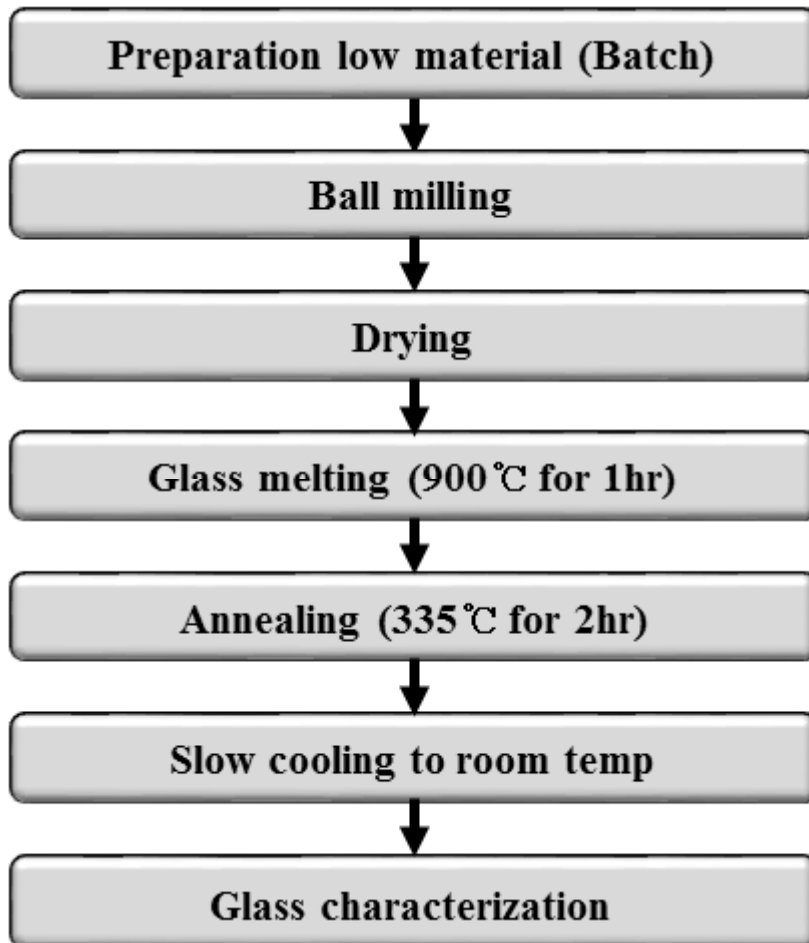 Preparation low material (Batch)
Ball milling
Drying
Glass melting (900℃ for 1hr)
Annealing (335℃ for 2hr)
Slow cooling to room temp
Glass characterization